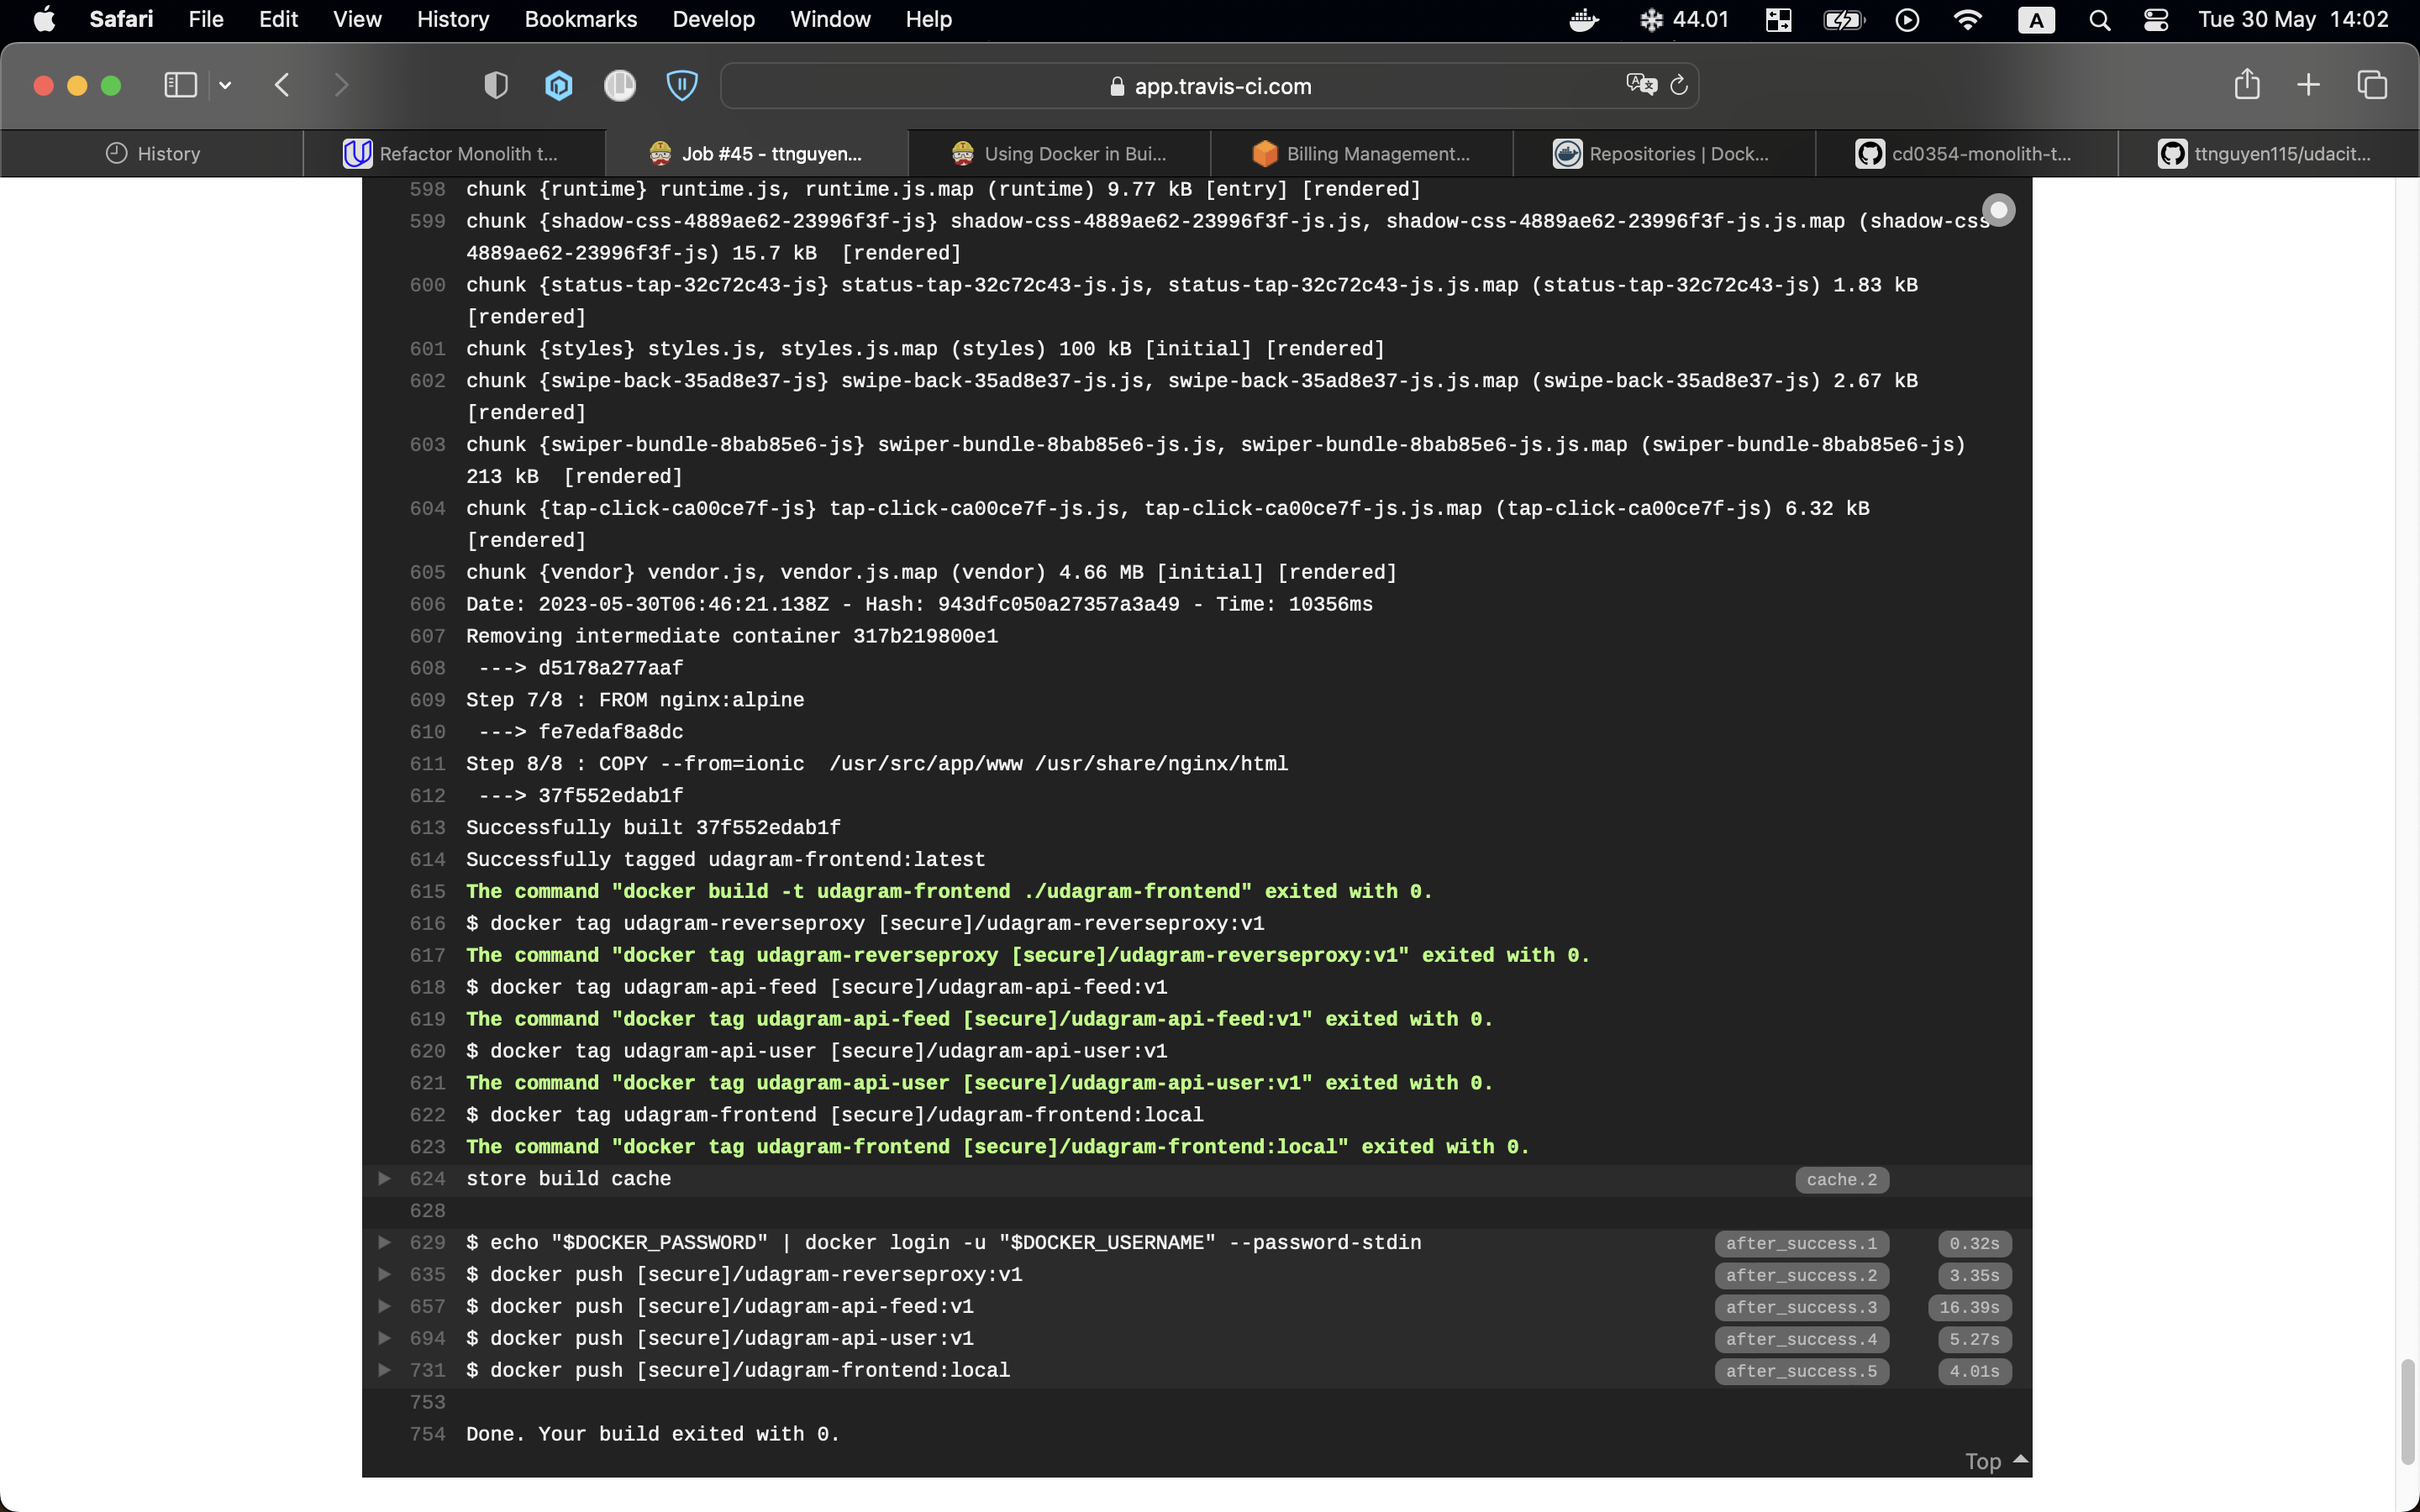 Safari File Edit View History Bookmarks Develop Window Help 44.01 A Tue 30 May 14:02
app.travis-ci.com
History Refactor Monolith t... Job #45 - ttnguyen... Using Docker in Bui... Billing Management... Repositories | Dock... cd0354-monolith-t... ttnguyen115/udacit...
598 chunk {runtime} runtime.js, runtime.js.map (runtime) 9.77 kB [entry] [rendered]
599 chunk {shadow-css-4889ae62-23996f3f-js} shadow-css-4889ae62-23996f3f-js.js, shadow-css-4889ae62-23996f3f-js.js.map (shadow-css
4889ae62-23996f3f-js) 15.7 kB  [rendered]
600 chunk {status-tap-32c72c43-js} status-tap-32c72c43-js.js, status-tap-32c72c43-js.js.map (status-tap-32c72c43-js) 1.83 kB
[rendered]
601 chunk {styles} styles.js, styles.js.map (styles) 100 kB [initial] [rendered]
602 chunk {swipe-back-35ad8e37-js} swipe-back-35ad8e37-js.js, swipe-back-35ad8e37-js.js.map (swipe-back-35ad8e37-js) 2.67 kB
[rendered]
603 chunk {swiper-bundle-8bab85e6-js} swiper-bundle-8bab85e6-js.js, swiper-bundle-8bab85e6-js.js.map (swiper-bundle-8bab85e6-js)
213 kB  [rendered]
604 chunk {tap-click-ca00ce7f-js} tap-click-ca00ce7f-js.js, tap-click-ca00ce7f-js.js.map (tap-click-ca00ce7f-js) 6.32 kB
[rendered]
605 chunk {vendor} vendor.js, vendor.js.map (vendor) 4.66 MB [initial] [rendered]
606 Date: 2023-05-30T06:46:21.138Z - Hash: 943dfc050a27357a3a49 - Time: 10356ms
607 Removing intermediate container 317b219800e1
608 ---> d5178a277aaf
609 Step 7/8 : FROM nginx:alpine
610 ---> fe7edaf8a8dc
611 Step 8/8 : COPY --from=ionic  /usr/src/app/www /usr/share/nginx/html
612 ---> 37f552edab1f
613 Successfully built 37f552edab1f
614 Successfully tagged udagram-frontend:latest
615 The command "docker build -t udagram-frontend ./udagram-frontend" exited with 0.
616 $ docker tag udagram-reverseproxy [secure]/udagram-reverseproxy:v1
617 The command "docker tag udagram-reverseproxy [secure]/udagram-reverseproxy:v1" exited with 0.
618 $ docker tag udagram-api-feed [secure]/udagram-api-feed:v1
619 The command "docker tag udagram-api-feed [secure]/udagram-api-feed:v1" exited with 0.
620 $ docker tag udagram-api-user [secure]/udagram-api-user:v1
621 The command "docker tag udagram-api-user [secure]/udagram-api-user:v1" exited with 0.
622 $ docker tag udagram-frontend [secure]/udagram-frontend:local
623 The command "docker tag udagram-frontend [secure]/udagram-frontend:local" exited with 0.
624 store build cache cache.2
628
629 $ echo "$DOCKER_PASSWORD" | docker login -u "$DOCKER_USERNAME" --password-stdin after_success.1 0.32s
635 $ docker push [secure]/udagram-reverseproxy:v1 after_success.2 3.35s
657 $ docker push [secure]/udagram-api-feed:v1 after_success.3 16.39s
694 $ docker push [secure]/udagram-api-user:v1 after_success.4 5.27s
731 $ docker push [secure]/udagram-frontend:local after_success.5 4.01s
753
754 Done. Your build exited with 0.
Top